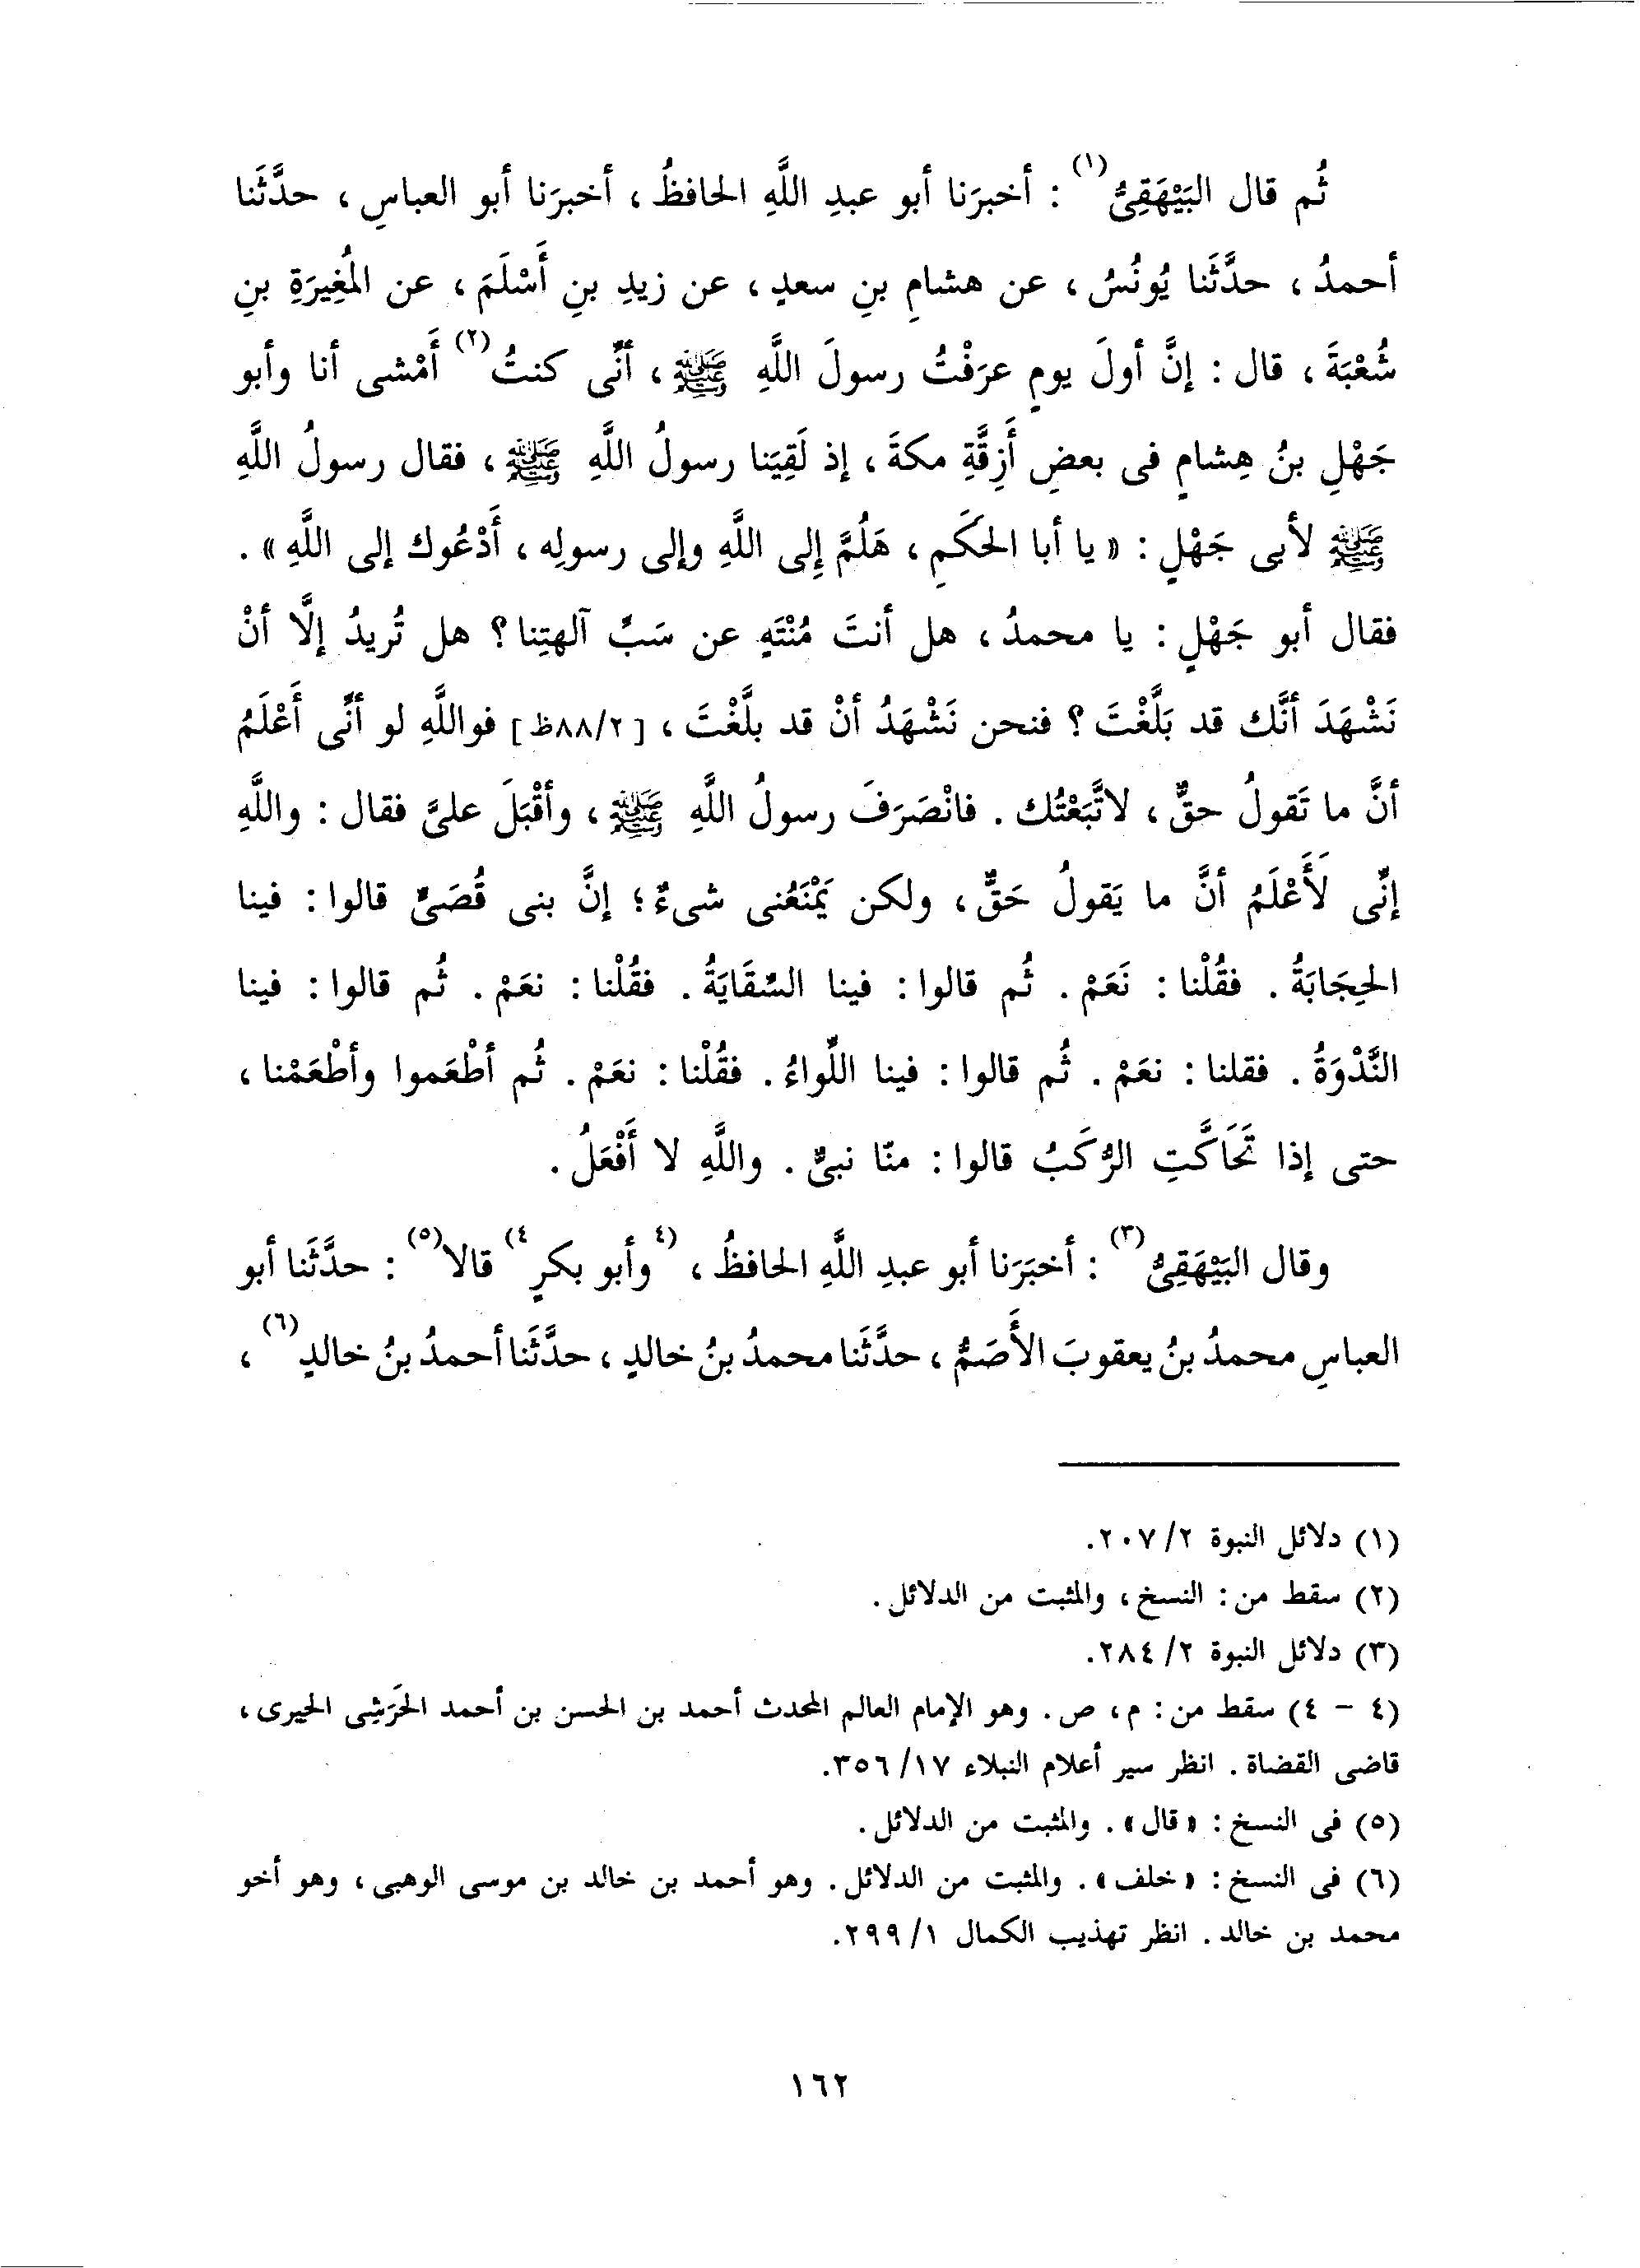 ثُم قال البَيْهَقِىُّ(١) : أخبرَنا أبو عبدِ اللَّهِ الحافظُ ، أخبرَنا أبو العباسِ ، حدَّثَنا
أحمدُ ، حدَّثَنا يُونُسُ ، عن هشامِ بنِ سعدٍ ، عن زيدِ بنِ أَسْلَمَ ، عن المُغِيرَةِ بنِ
شُعْبَةَ ، قال : إنَّ أولَ يومٍ عرَفْتُ رسولَ اللَّهِ ﷺ ، أنِّى كنتُ(٢) أَمْشى أنا وأبو
جَهْلِ بنُ هِشامٍ فى بعضِ أَزِقَّةِ مكةَ ، إذ لَقِيَنا رسولُ اللَّهِ ﷺ ، فقال رسولُ اللَّهِ
ﷺ لأبى جَهْلٍ : « يا أبا الحَكَمِ ، هَلُمَّ إِلى اللَّهِ وإلى رسولِه ، أَدْعُوك إلى اللَّهِ » .
فقال أبو جَهْلٍ : يا محمدُ ، هل أنتَ مُنْتَهٍ عن سَبِّ آلهتِنا ؟ هل تُريدُ إلَّا أنْ
نَشْهَدَ أنَّك قد بَلَّغْتَ ؟ فنحن نَشْهَدُ أنْ قد بلَّغْتَ ، [ ٢/ ٨٨ظ ] فواللَّهِ لو أنِّى أَعْلَمُ
أنَّ ما تَقولُ حقٌّ ، لاتَّبَعْتُك . فانْصَرَفَ رسولُ اللَّهِ ﷺ ، وأقْبَلَ علىَّ فقال : واللَّهِ
إنِّى لَأَعْلَمُ أنَّ ما يَقولُ حَقٌّ ، ولكن يَمْنَعُنى شىءٌ ؛ إنَّ بنى قُصَىٍّ قالوا : فينا
الحِجَابَةُ . فقُلْنا : نَعَمْ . ثُم قالوا : فينا السِّقَايَةُ . فقُلْنا : نعَمْ . ثُم قالوا : فينا
النَّدْوَةُ . فقلنا : نعَمْ . ثُم قالوا : فينا اللِّواءُ . فقُلْنا : نعَمْ . ثُم أطْعَموا وأطْعَمْنا ،
حتى إذا تَحَاكَّتِ الرُّكَبُ قالوا : منّا نبىٌّ . واللَّهِ لا أَفْعَلُ .
وقال البَيْهَقِىُّ(٣) : أخبَرَنا أبو عبدِ اللَّهِ الحافظُ ، (٤وأبو بكرٍ٤) قالا(٥) : حدَّثَنا أبو
العباسِ محمدُ بنُ يعقوبَ الأَصَمُّ ، حدَّثَنا محمدُ بنُ خالدٍ ، حدَّثَنا أحمدُ بنُ خالدٍ(٦) ،
(١) دلائل النبوة ٢/ ٢٠٧.
(٢) سقط من : النسخ ، والمثبت من الدلائل .
(٣) دلائل النبوة ٢/ ٢٨٤.
(٤ - ٤) سقط من : م ، ص . وهو الإمام العالم المحدث أحمد بن الحسن بن أحمد الحَرَشِى الحيرى ،
قاضى القضاة . انظر سير أعلام النبلاء ١٧/ ٣٥٦.
(٥) فى النسخ : « قال » . والمثبت من الدلائل .
(٦) فى النسخ : « خلف » . والمثبت من الدلائل . وهو أحمد بن خالد بن موسى الوهبى ، وهو أخو
محمد بن خالد . انظر تهذيب الكمال ١/ ٢٩٩.
١٦٢